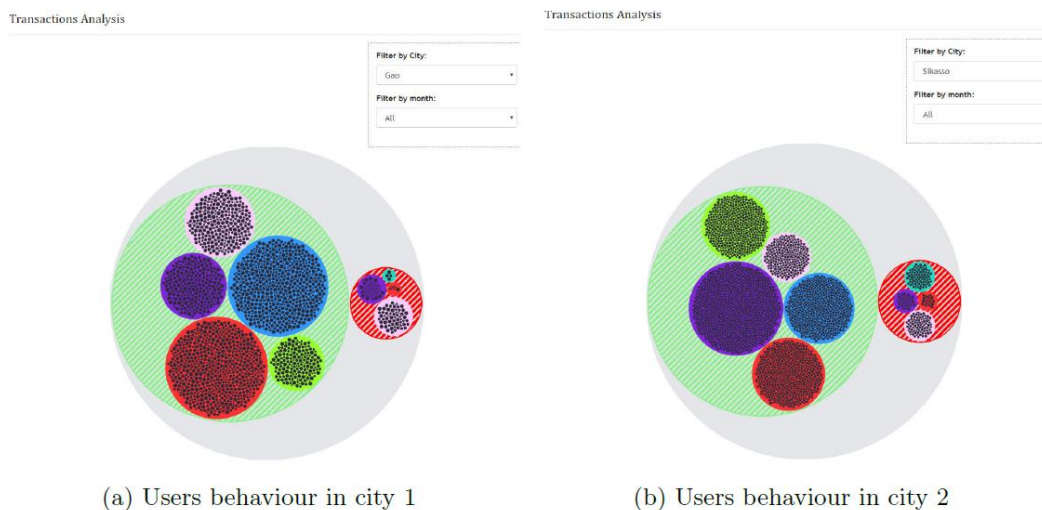 Transactions Analysis
Filter by City:
Gao
Filter by month:
All
(a) Users behaviour in city 1
Transactions Analysis
Filter by City:
Sikasso
Filter by month:
All
(b) Users behaviour in city 2